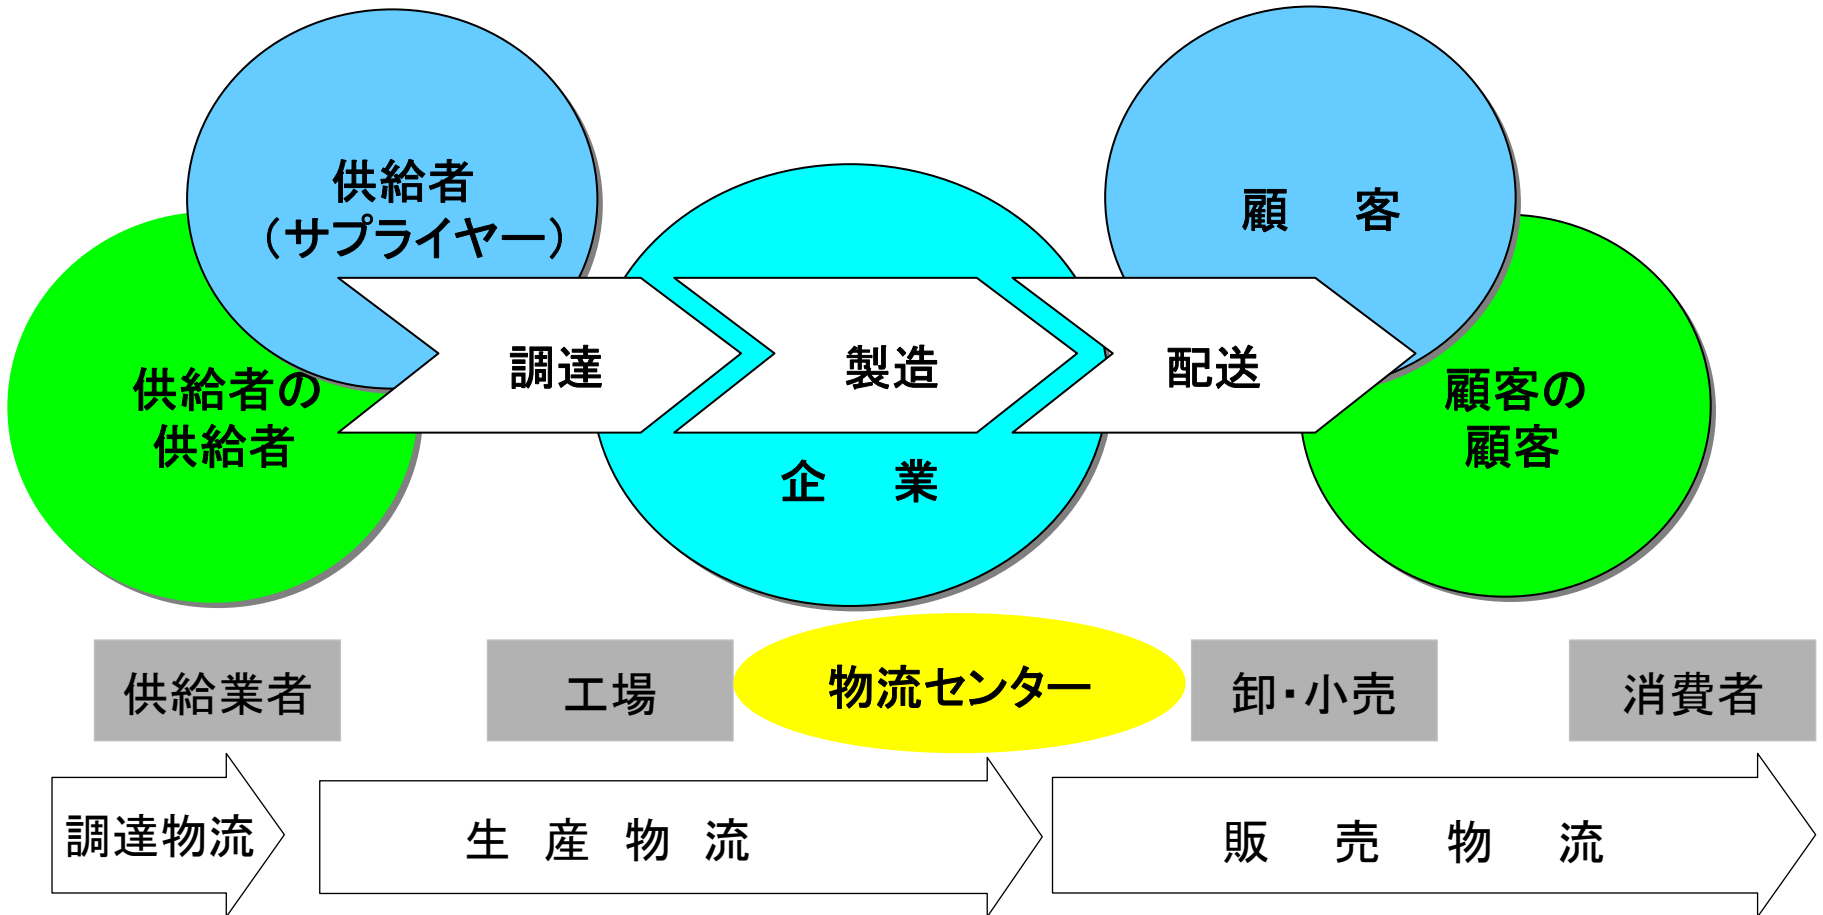 供給者
（サプライヤー）
顧　客
供給者の
供給者
調達
製造
配送
顧客の
顧客
企　業
供給業者
工場
物流センター
卸・小売
消費者
調達物流
生　産　物　流
販　売　物　流